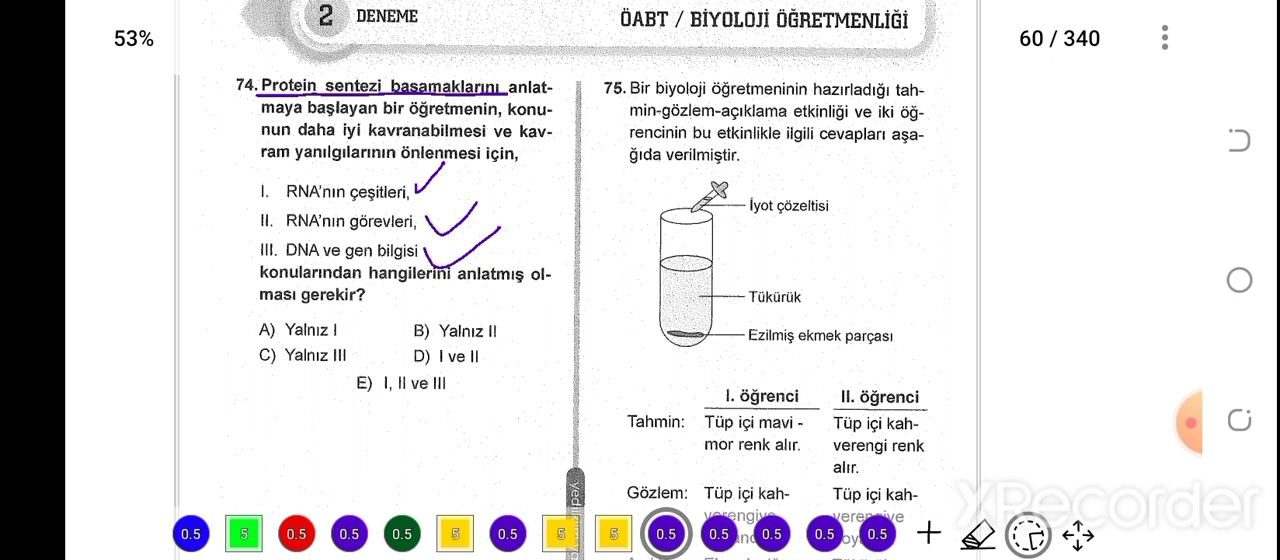 2 DENEME
ÖABT / BİYOLOJİ ÖĞRETMENLİĞİ
53%
60 / 340
74. Protein sentezi basamaklarını anlat-
maya başlayan bir öğretmenin, konu-
nun daha iyi kavranabilmesi ve kav-
ram yanılgılarının önlenmesi için,
I. RNA'nın çeşitleri,
II. RNA'nın görevleri,
III. DNA ve gen bilgisi
konularından hangilerini anlatmış ol-
ması gerekir?
A) Yalnız I
B) Yalnız II
C) Yalnız III
D) I ve II
E) I, II ve III
75. Bir biyoloji öğretmeninin hazırladığı tah-
min-gözlem-açıklama etkinliği ve iki öğ-
rencinin bu etkinlikle ilgili cevapları aşa-
ğıda verilmiştir.
İyot çözeltisi
Tükürük
Ezilmiş ekmek parçası
I. öğrenci
II. öğrenci
Tahmin:
Tüp içi mavi -
mor renk alır.
Tüp içi kah-
verengi renk
alır.
Gözlem:
Tüp içi kah-
verengiye
Tüp içi kah-
verengiye
0.5 5 0.5 0.5 0.5 5 0.5 5 5 0.5 0.5 0.5 0.5 0.5
XRecorder